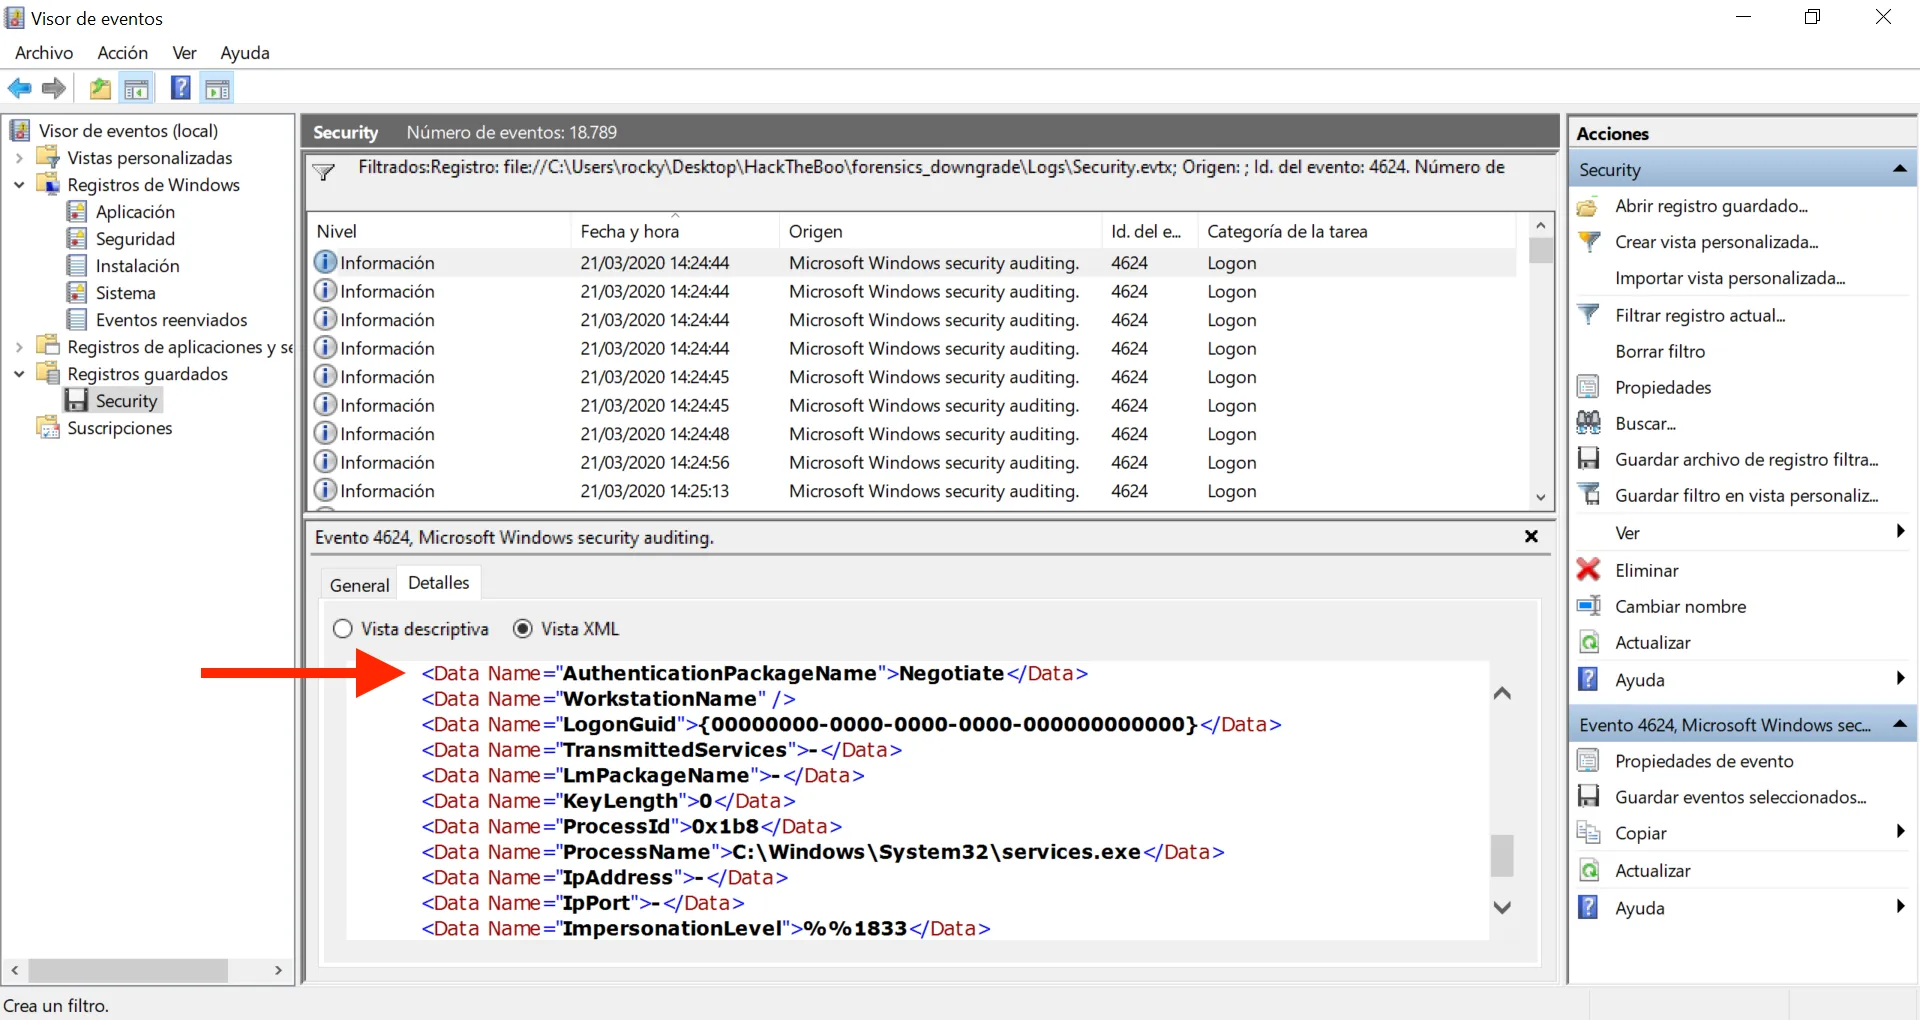 Visor de eventos
Archivo Acción Ver Ayuda
Visor de eventos (local)
Vistas personalizadas
Registros de Windows
Aplicación
Seguridad
Instalación
Sistema
Eventos reenviados
Registros de aplicaciones y se
Registros guardados
Security
Suscripciones
Security Número de eventos: 18.789
Filtrados:Registro: file://C:\Users\rocky\Desktop\HackTheBoo\forensics_downgrade\Logs\Security.evtx; Origen: ; Id. del evento: 4624. Número de
Nivel Fecha y hora Origen Id. del e... Categoría de la tarea
Información 21/03/2020 14:24:44 Microsoft Windows security auditing. 4624 Logon
Información 21/03/2020 14:24:44 Microsoft Windows security auditing. 4624 Logon
Información 21/03/2020 14:24:44 Microsoft Windows security auditing. 4624 Logon
Información 21/03/2020 14:24:44 Microsoft Windows security auditing. 4624 Logon
Información 21/03/2020 14:24:45 Microsoft Windows security auditing. 4624 Logon
Información 21/03/2020 14:24:45 Microsoft Windows security auditing. 4624 Logon
Información 21/03/2020 14:24:48 Microsoft Windows security auditing. 4624 Logon
Información 21/03/2020 14:24:56 Microsoft Windows security auditing. 4624 Logon
Información 21/03/2020 14:25:13 Microsoft Windows security auditing. 4624 Logon
Evento 4624, Microsoft Windows security auditing.
General Detalles
Vista descriptiva Vista XML
<Data Name="AuthenticationPackageName">Negotiate</Data>
<Data Name="WorkstationName" />
<Data Name="LogonGuid">{00000000-0000-0000-0000-000000000000}</Data>
<Data Name="TransmittedServices">-</Data>
<Data Name="LmPackageName">-</Data>
<Data Name="KeyLength">0</Data>
<Data Name="ProcessId">0x1b8</Data>
<Data Name="ProcessName">C:\Windows\System32\services.exe</Data>
<Data Name="IpAddress">-</Data>
<Data Name="IpPort">-</Data>
<Data Name="ImpersonationLevel">%%1833</Data>
Acciones
Security
Abrir registro guardado...
Crear vista personalizada...
Importar vista personalizada...
Filtrar registro actual...
Borrar filtro
Propiedades
Buscar...
Guardar archivo de registro filtra...
Guardar filtro en vista personaliz...
Ver
Eliminar
Cambiar nombre
Actualizar
Ayuda
Evento 4624, Microsoft Windows sec...
Propiedades de evento
Guardar eventos seleccionados...
Copiar
Actualizar
Ayuda
Crea un filtro.